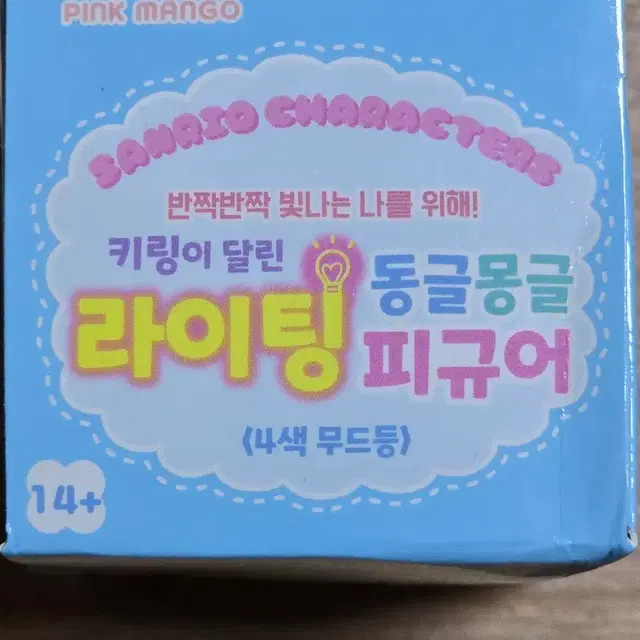 PINK MANGO
SANRIO CHARACTERS
반짝반짝 빛나는 나를 위해!
키링이 달린
라이팅 동글몽글
피규어
(4색 무드등)
14+